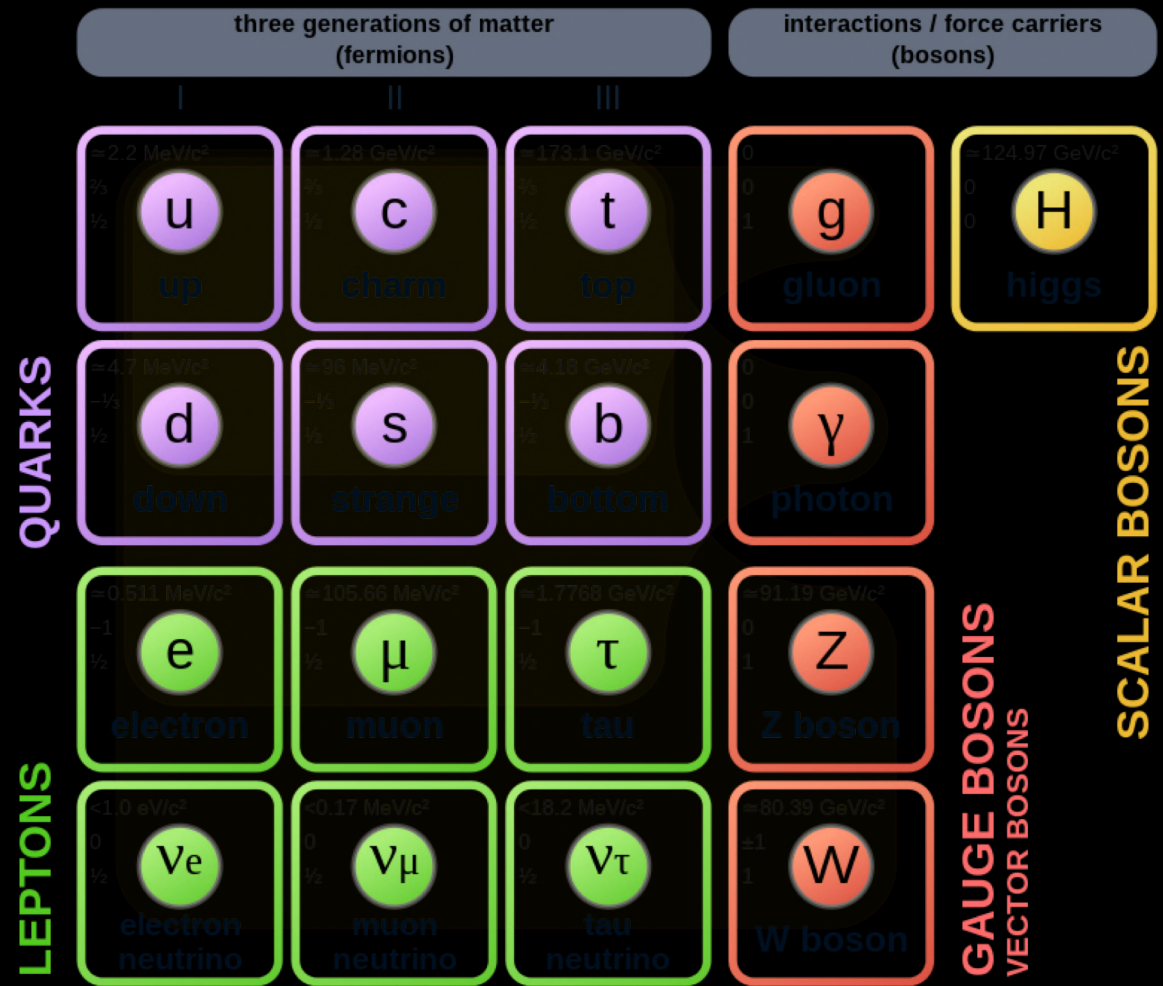 three generations of matter
(fermions)
interactions / force carriers
(bosons)
I
II
III
≃2.2 MeV/c²
⅔
½
u
up
≃1.28 GeV/c²
⅔
½
c
charm
≃173.1 GeV/c²
⅔
½
t
top
0
0
1
g
gluon
≃124.97 GeV/c²
0
0
H
higgs
QUARKS
≃4.7 MeV/c²
−⅓
½
d
down
≃96 MeV/c²
−⅓
½
s
strange
≃4.18 GeV/c²
−⅓
½
b
bottom
0
0
1
γ
photon
SCALAR BOSONS
LEPTONS
≃0.511 MeV/c²
−1
½
e
electron
≃105.66 MeV/c²
−1
½
μ
muon
≃1.7768 GeV/c²
−1
½
τ
tau
≃91.19 GeV/c²
0
1
Z
Z boson
GAUGE BOSONS
VECTOR BOSONS
<1.0 eV/c²
0
½
νe
electron
neutrino
<0.17 MeV/c²
0
½
νμ
muon
neutrino
<18.2 MeV/c²
0
½
ντ
tau
neutrino
≃80.39 GeV/c²
±1
1
W
W boson